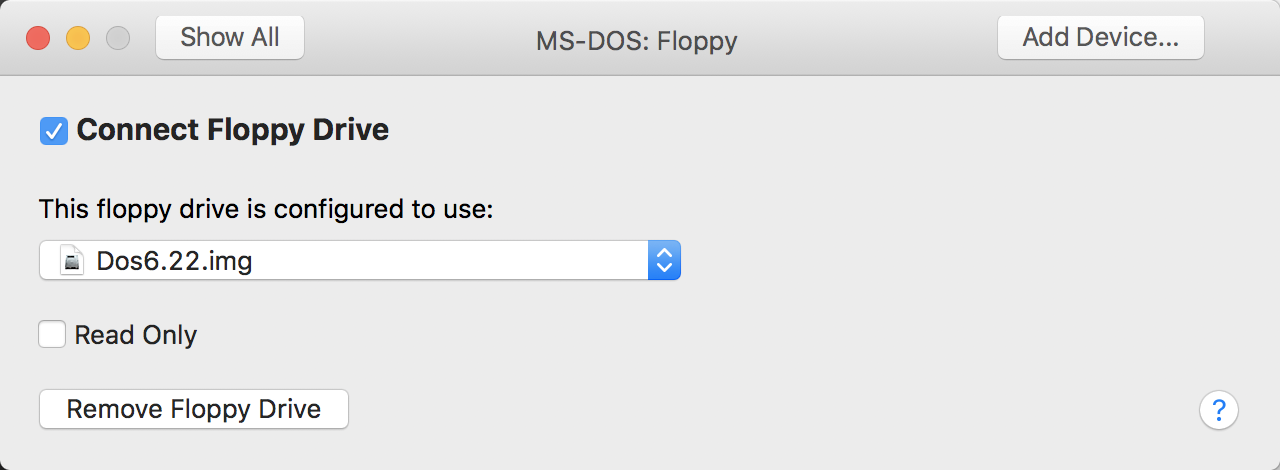 Show All
MS-DOS: Floppy
Add Device...
Connect Floppy Drive
This floppy drive is configured to use:
Dos6.22.img
Read Only
Remove Floppy Drive
?